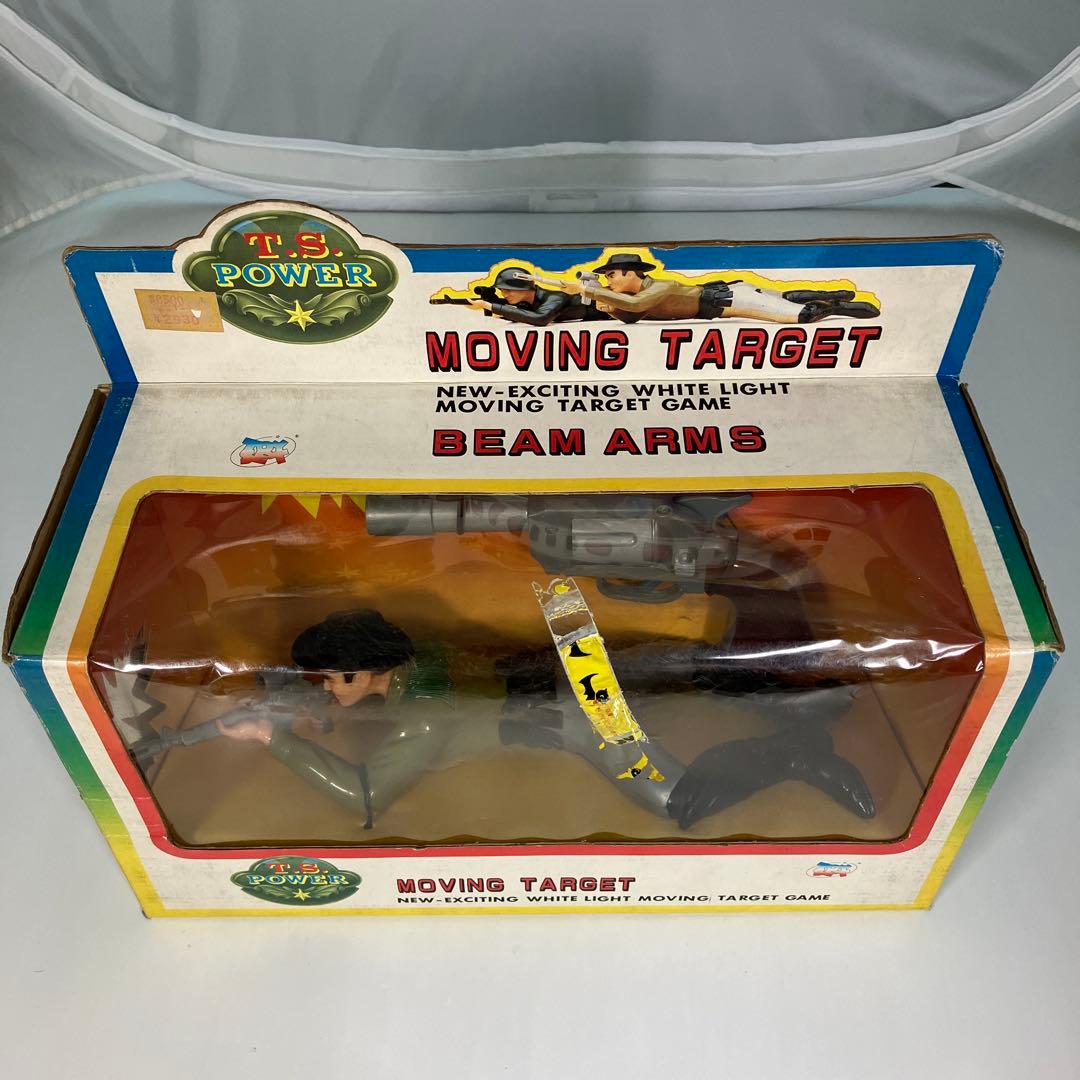 T.S.
POWER
MOVING TARGET
NEW-EXCITING WHITE LIGHT
MOVING TARGET GAME
BEAM ARMS
T.S.
POWER
MOVING TARGET
NEW-EXCITING WHITE LIGHT MOVING TARGET GAME